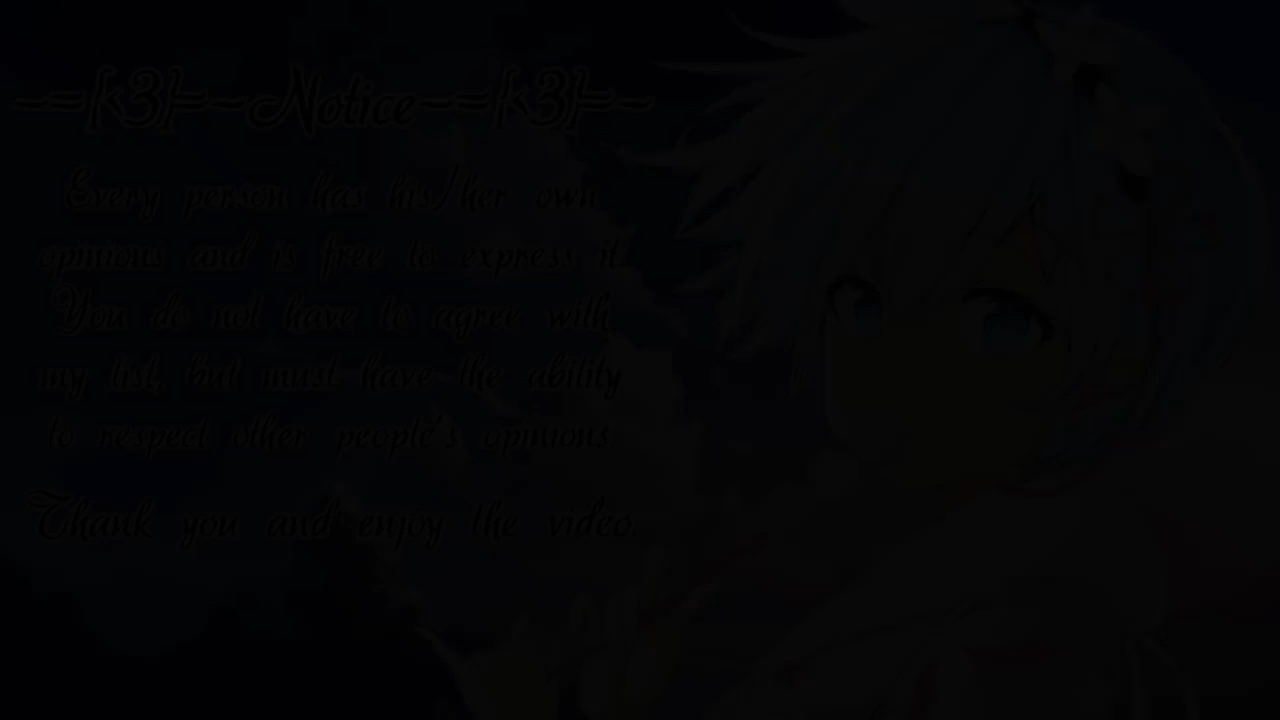 ~={k3}=~Notice~={k3}=~
Every person has his/her own
opinions and is free to express it.
You do not have to agree with
my list, but must have the ability
to respect other people's opinions
Thank you and enjoy the video.